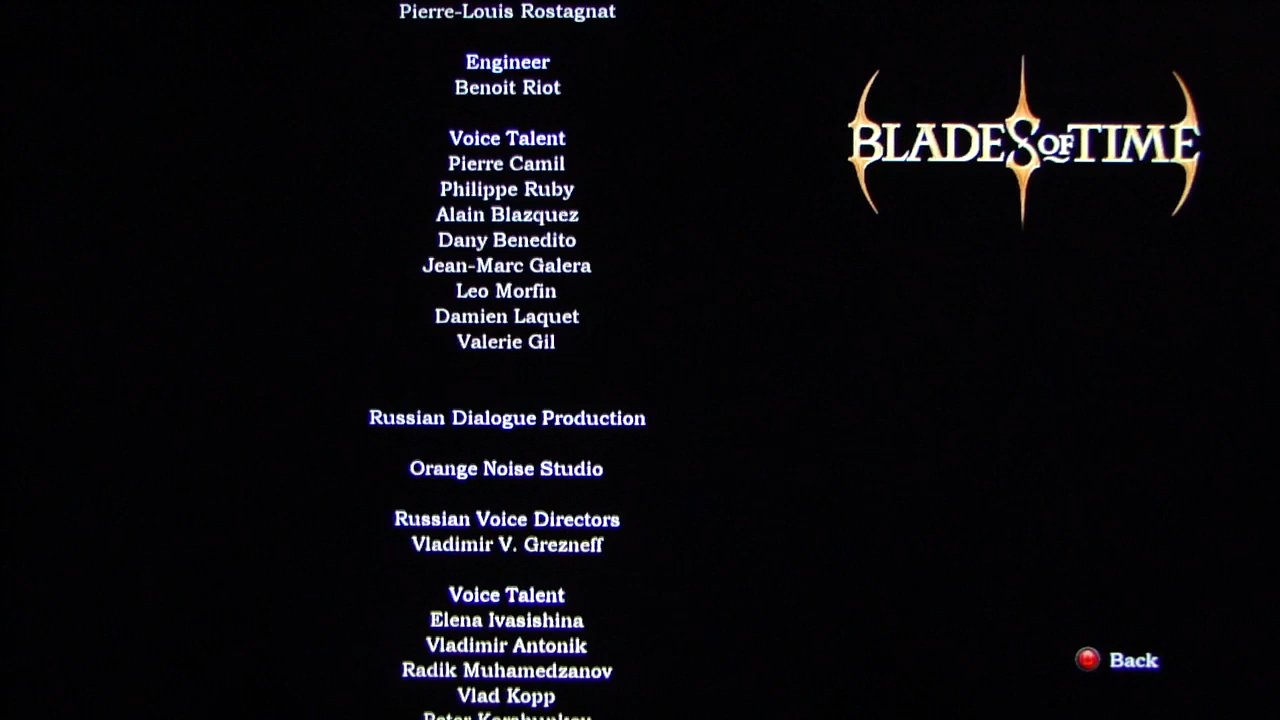 Pierre-Louis Rostagnat
Engineer
Benoit Riot
Voice Talent
Pierre Camil
Philippe Ruby
Alain Blazquez
Dany Benedito
Jean-Marc Galera
Leo Morfin
Damien Laquet
Valerie Gil
Russian Dialogue Production
Orange Noise Studio
Russian Voice Directors
Vladimir V. Grezneff
Voice Talent
Elena Ivasishina
Vladimir Antonik
Radik Muhamedzanov
Vlad Kopp
BLADES OF TIME
Back